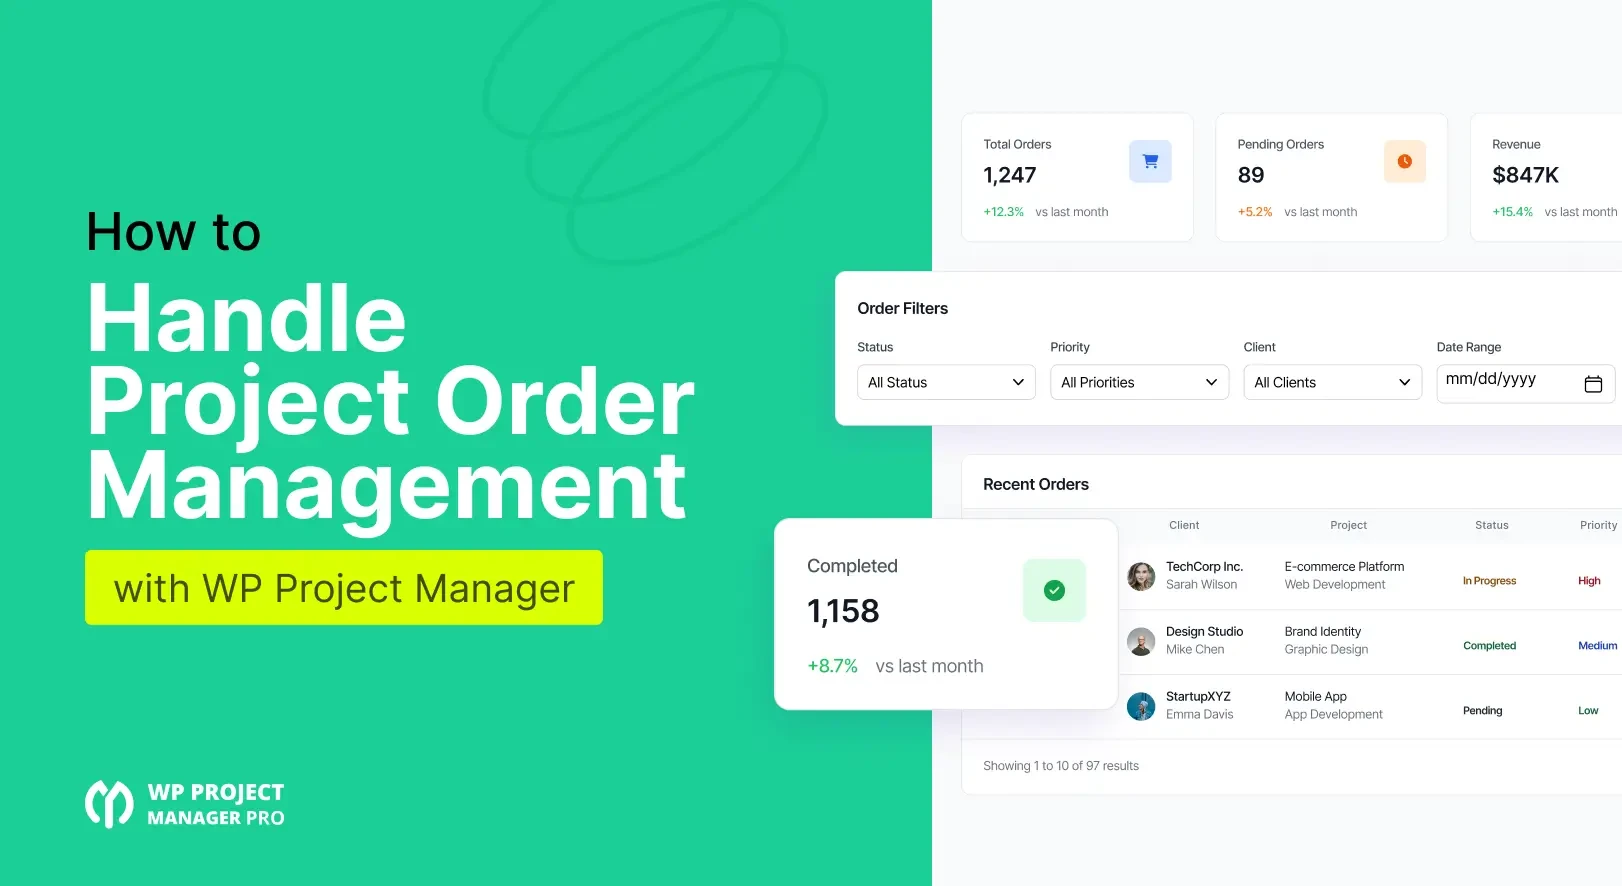 How to
Handle
Project Order
Management
with WP Project Manager
WP PROJECT
MANAGER PRO
Total Orders
1,247
+12.3% vs last month
Pending Orders
89
+5.2% vs last month
Revenue
$847K
+15.4% vs last month
Order Filters
Status
All Status
Priority
All Priorities
Client
All Clients
Date Range
mm/dd/yyyy
Recent Orders
Client Project Status Priority
TechCorp Inc. E-commerce Platform
Sarah Wilson Web Development
In Progress High
Design Studio Brand Identity
Mike Chen Graphic Design
Completed Medium
StartupXYZ Mobile App
Emma Davis App Development
Pending Low
Showing 1 to 10 of 97 results
Completed
1,158
+8.7% vs last month